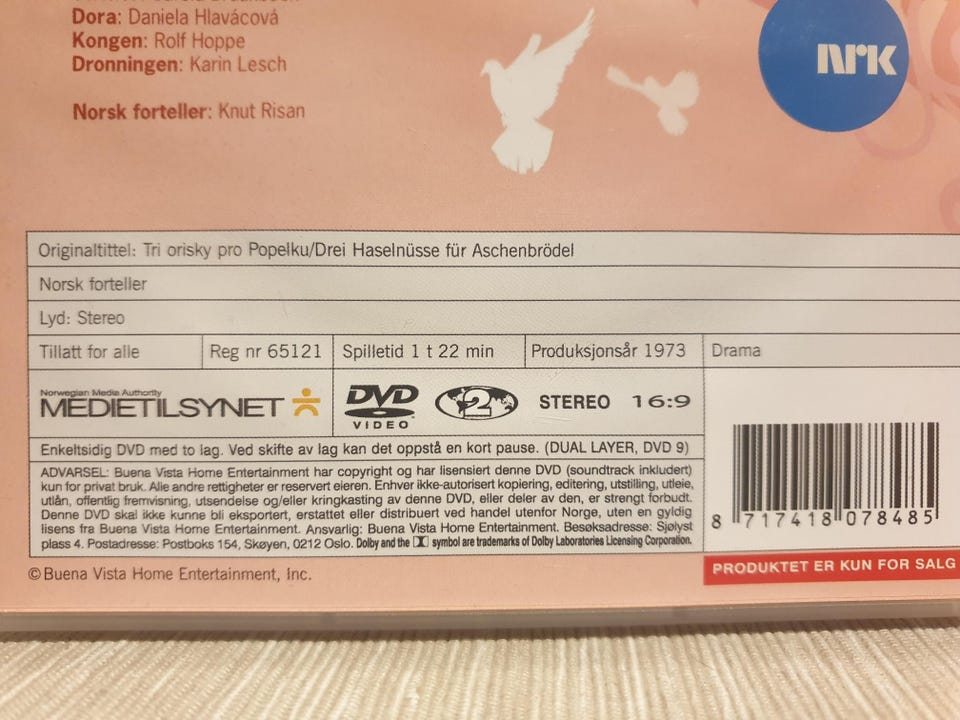 Dora: Daniela Hlavácová
Kongen: Rolf Hoppe
Dronningen: Karin Lesch
Norsk forteller: Knut Risan
NRK
Originaltittel: Tri orisky pro Popelku/Drei Haselnüsse für Aschenbrödel
Norsk forteller
Lyd: Stereo
Tillatt for alle
Reg nr 65121
Spilletid 1 t 22 min
Produksjonsår 1973
Drama
Norwegian Media Authority
MEDIETILSYNET
DVD
VIDEO
2
STEREO
16:9
Enkeltsidig DVD med to lag. Ved skifte av lag kan det oppstå en kort pause. (DUAL LAYER, DVD 9)
ADVARSEL: Buena Vista Home Entertainment har copyright og har lisensiert denne DVD (soundtrack inkludert)
kun for privat bruk. Alle andre rettigheter er reservert eieren. Enhver ikke-autorisert kopiering, editering, utstilling, utleie,
utlån, offentlig fremvisning, utsendelse og/eller kringkasting av denne DVD, eller deler av den, er strengt forbudt.
Denne DVD skal ikke kunne bli eksportert, erstattet eller distribuert ved handel utenfor Norge, uten en gyldig
lisens fra Buena Vista Home Entertainment. Ansvarlig: Buena Vista Home Entertainment. Besøksadresse: Sjølyst
plass 4. Postadresse: Postboks 154, Skøyen, 0212 Oslo. Dolby and the symbol are trademarks of Dolby Laboratories Licensing Corporation.
8 717418 078485
PRODUKTET ER KUN FOR SALG
© Buena Vista Home Entertainment, Inc.